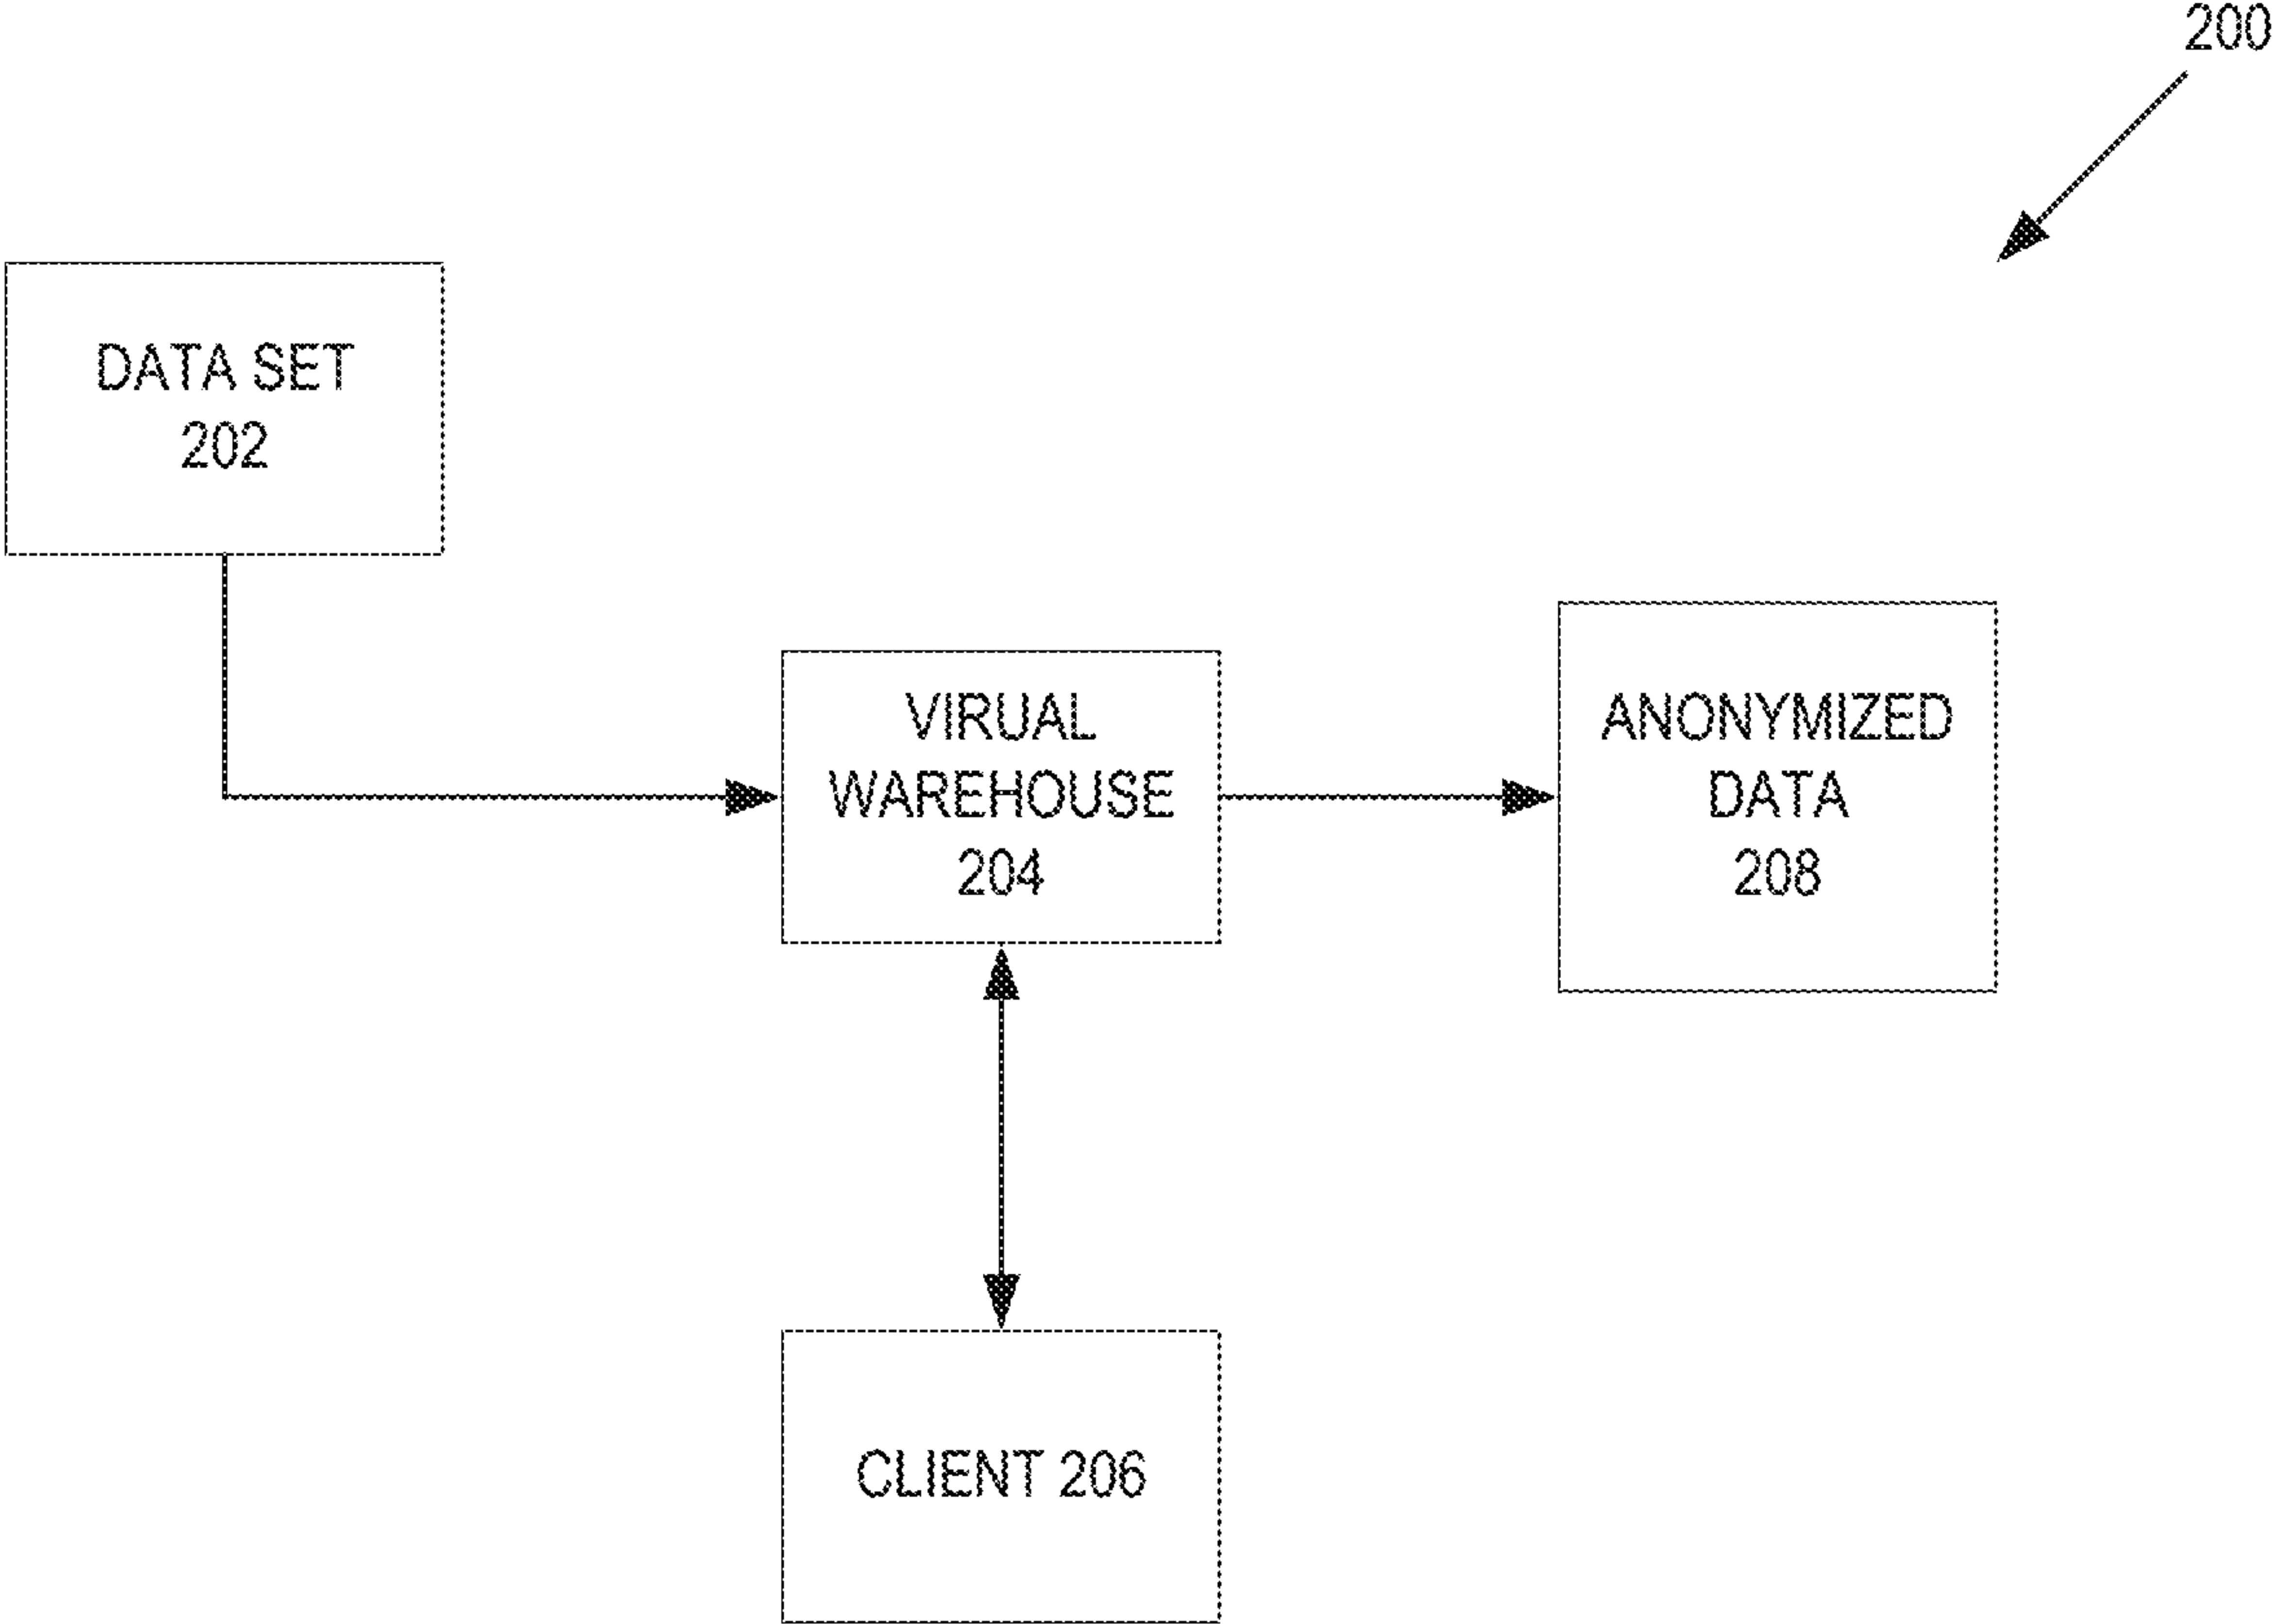 200
DATA SET
202
VIRUAL
WAREHOUSE
204
ANONYMIZED
DATA
208
CLIENT 206